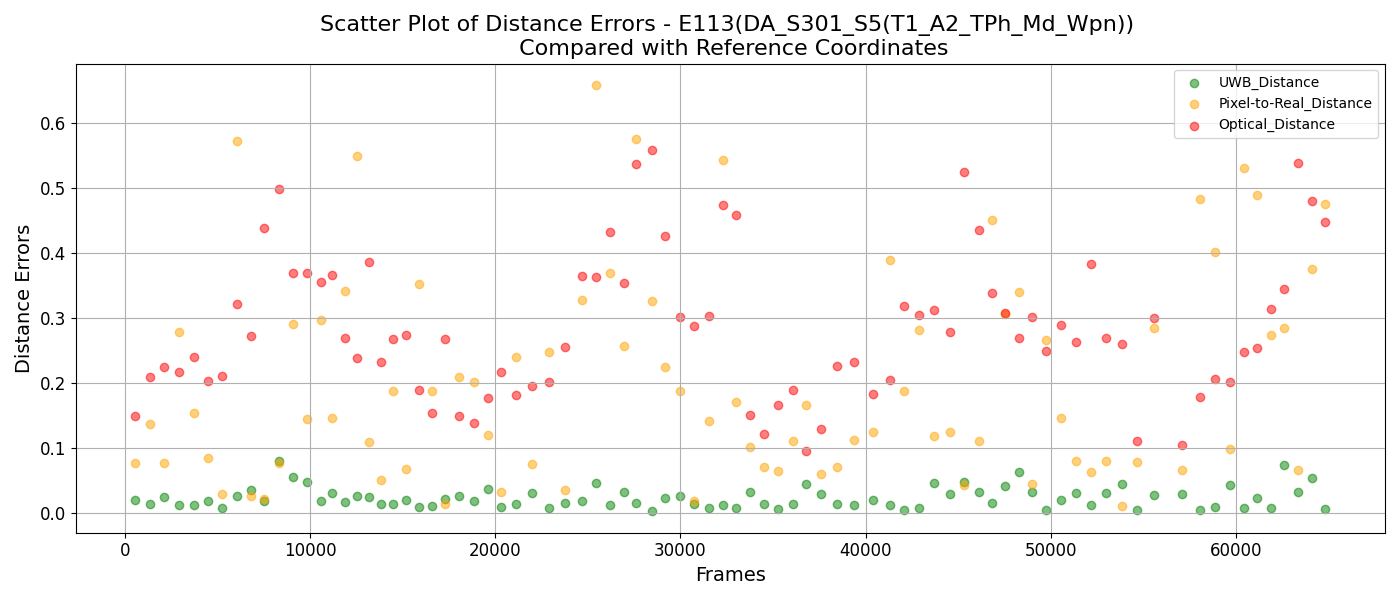 Scatter Plot of Distance Errors - E113(DA_S301_S5(T1_A2_TPh_Md_Wpn))
Compared with Reference Coordinates
UWB_Distance
Pixel-to-Real_Distance
Optical_Distance
Distance Errors
0.6
0.5
0.4
0.3
0.2
0.1
0.0
0 10000 20000 30000 40000 50000 60000
Frames